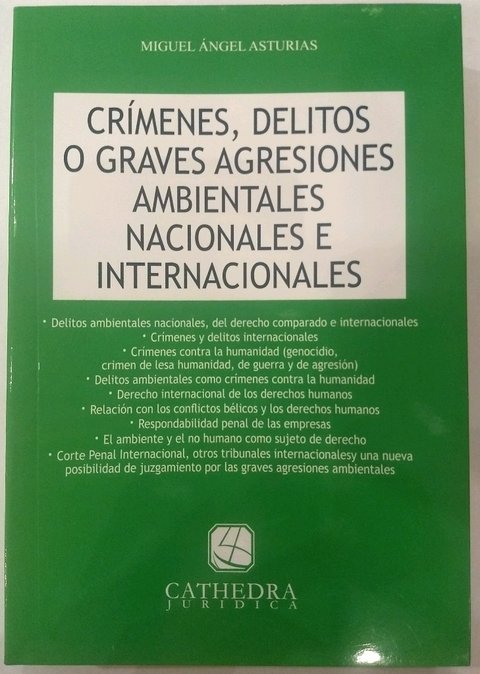 MIGUEL ÁNGEL ASTURIAS
CRÍMENES, DELITOS
O GRAVES AGRESIONES
AMBIENTALES
NACIONALES E
INTERNACIONALES
• Delitos ambientales nacionales, del derecho comparado e internacionales
• Crímenes y delitos internacionales
• Crímenes contra la humanidad (genocidio,
crimen de lesa humanidad, de guerra y de agresión)
• Delitos ambientales como crímenes contra la humanidad
• Derecho internacional de los derechos humanos
• Relación con los conflictos bélicos y los derechos humanos
• Respondabilidad penal de las empresas
• El ambiente y el no humano como sujeto de derecho
• Corte Penal Internacional, otros tribunales internacionalesy una nueva
posibilidad de juzgamiento por las graves agresiones ambientales
CATHEDRA
JURIDICA